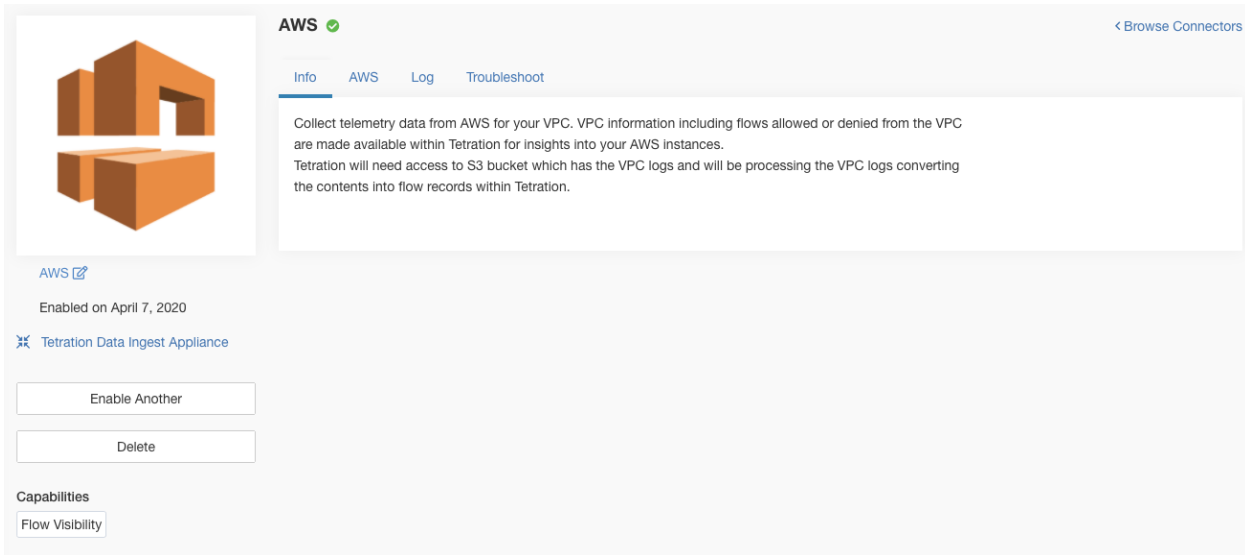 AWS
< Browse Connectors
Info
AWS
Log
Troubleshoot
Collect telemetry data from AWS for your VPC. VPC information including flows allowed or denied from the VPC
are made available within Tetration for insights into your AWS instances.
Tetration will need access to S3 bucket which has the VPC logs and will be processing the VPC logs converting
the contents into flow records within Tetration.
AWS
Enabled on April 7, 2020
Tetration Data Ingest Appliance
Enable Another
Delete
Capabilities
Flow Visibility